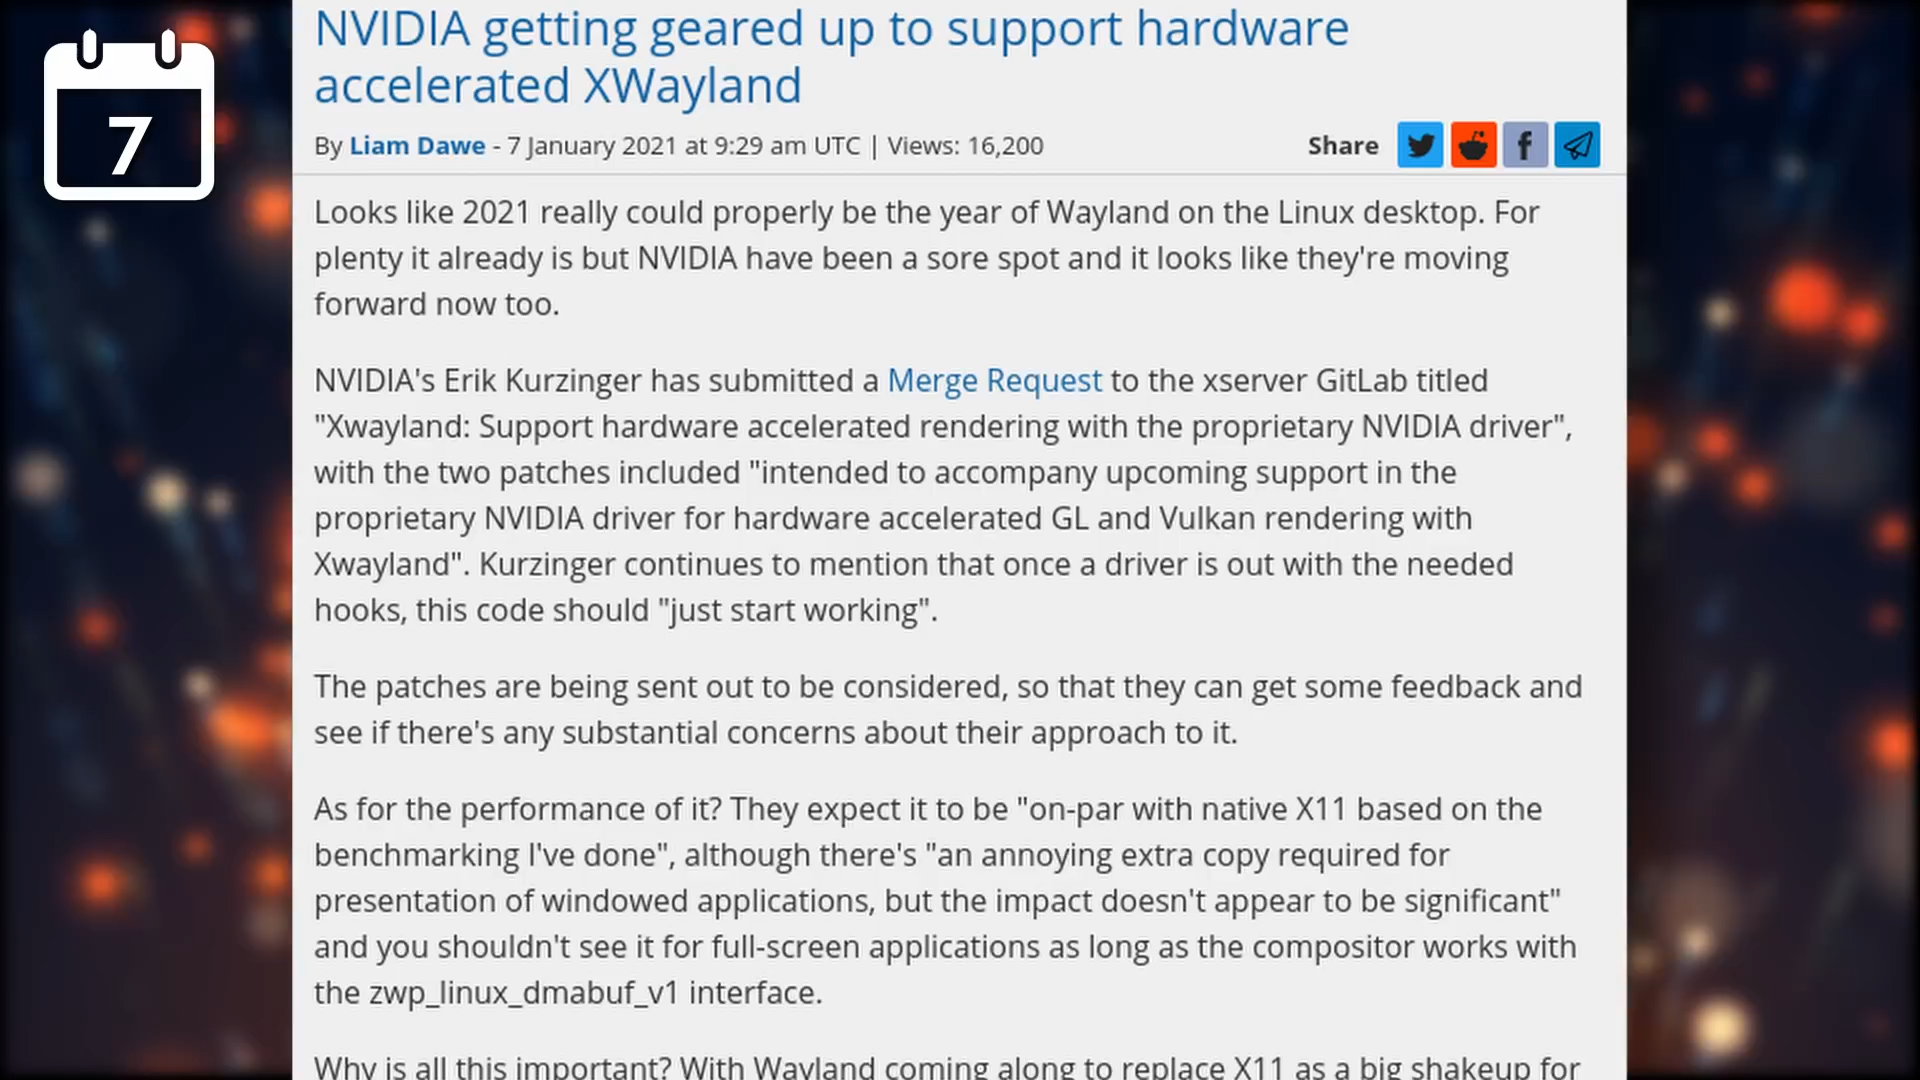 7
NVIDIA getting geared up to support hardware
accelerated XWayland
By Liam Dawe - 7 January 2021 at 9:29 am UTC | Views: 16,200
Share
Looks like 2021 really could properly be the year of Wayland on the Linux desktop. For
plenty it already is but NVIDIA have been a sore spot and it looks like they're moving
forward now too.
NVIDIA's Erik Kurzinger has submitted a Merge Request to the xserver GitLab titled
"Xwayland: Support hardware accelerated rendering with the proprietary NVIDIA driver",
with the two patches included "intended to accompany upcoming support in the
proprietary NVIDIA driver for hardware accelerated GL and Vulkan rendering with
Xwayland". Kurzinger continues to mention that once a driver is out with the needed
hooks, this code should "just start working".
The patches are being sent out to be considered, so that they can get some feedback and
see if there's any substantial concerns about their approach to it.
As for the performance of it? They expect it to be "on-par with native X11 based on the
benchmarking I've done", although there's "an annoying extra copy required for
presentation of windowed applications, but the impact doesn't appear to be significant"
and you shouldn't see it for full-screen applications as long as the compositor works with
the zwp_linux_dmabuf_v1 interface.
Why is all this important? With Wayland coming along to replace X11 as a big shakeup for